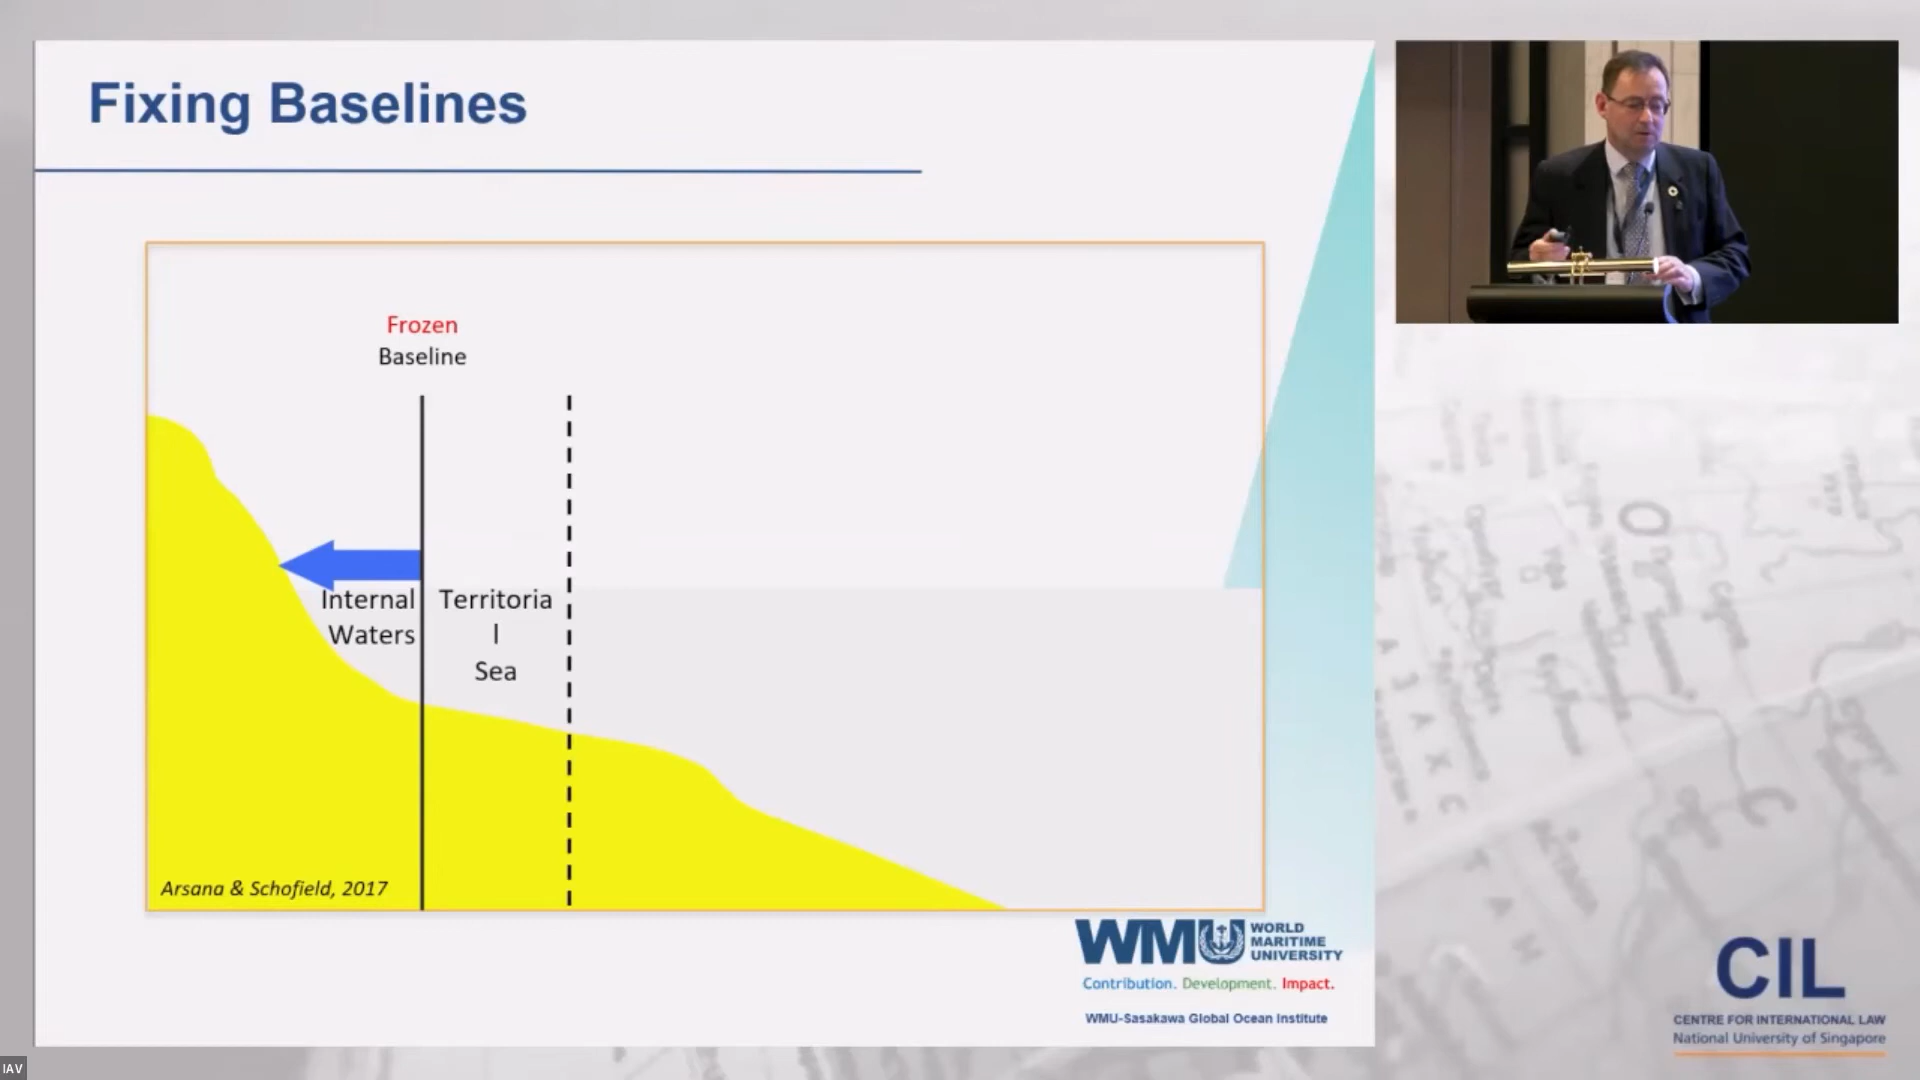 Fixing Baselines
Frozen
Baseline
Internal
Waters
Territoria
l
Sea
Arsana & Schofield, 2017
WMU
WORLD
MARITIME
UNIVERSITY
Contribution. Development. Impact.
WMU-Sasakawa Global Ocean Institute
CIL
CENTRE FOR INTERNATIONAL LAW
National University of Singapore
IAV